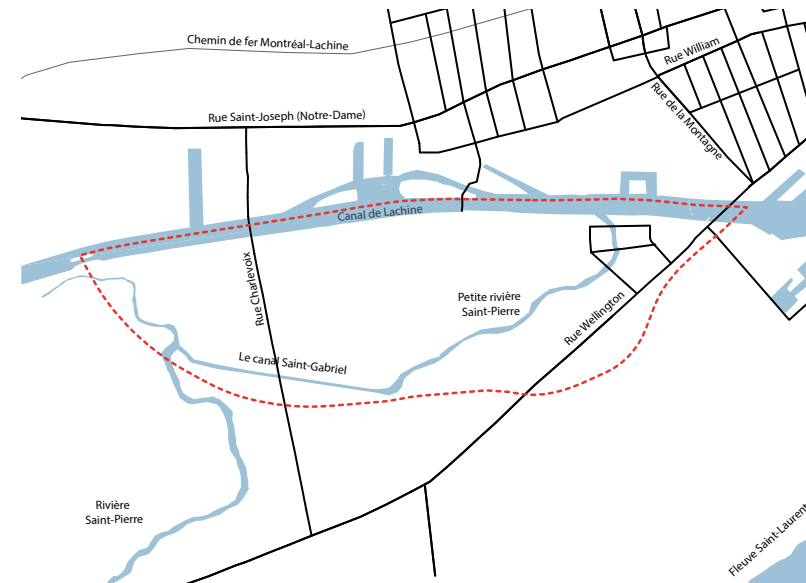 Chemin de fer Montréal-Lachine
Rue William
Rue de la Montagne
Rue Saint-Joseph (Notre-Dame)
Canal de Lachine
Rue Charlevoix
Petite rivière
Saint-Pierre
Rue Wellington
Le canal Saint-Gabriel
Rivière
Saint-Pierre
Fleuve Saint-Laurent